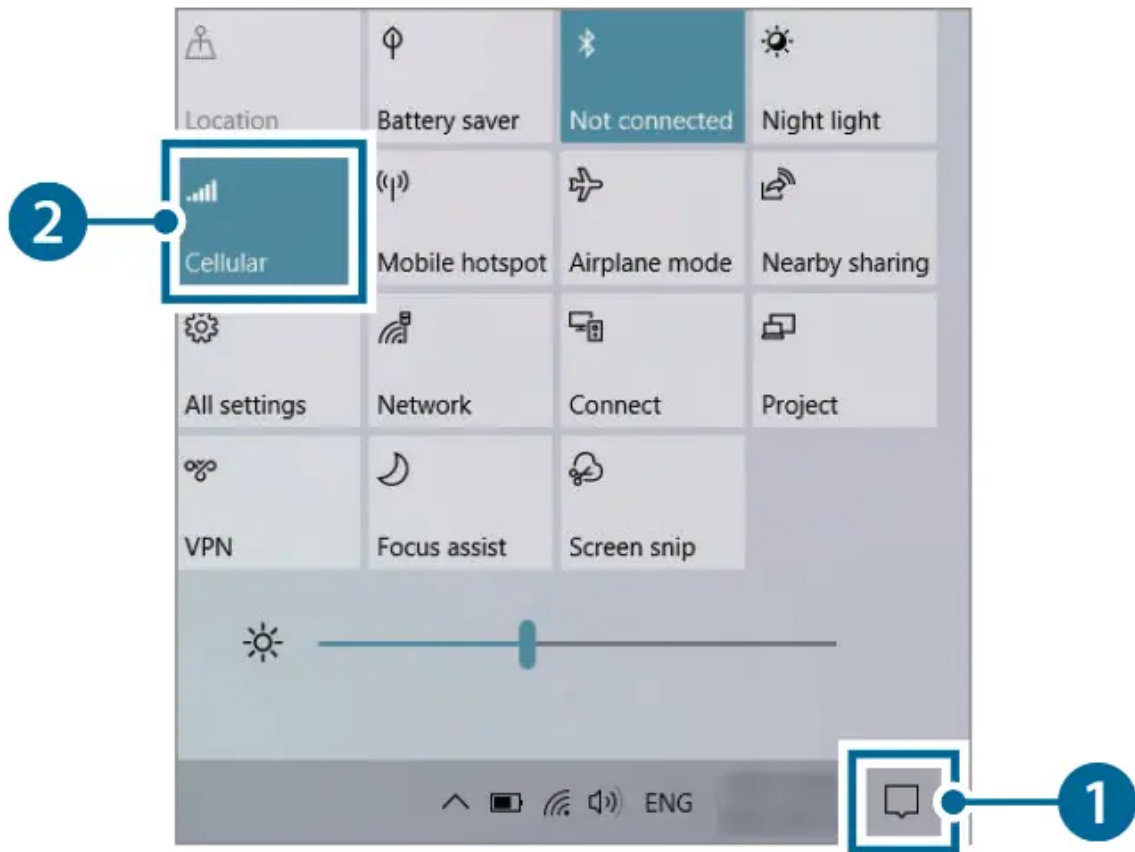 Location
Battery saver
Not connected
Night light
2
Cellular
Mobile hotspot
Airplane mode
Nearby sharing
All settings
Network
Connect
Project
VPN
Focus assist
Screen snip
ENG
1